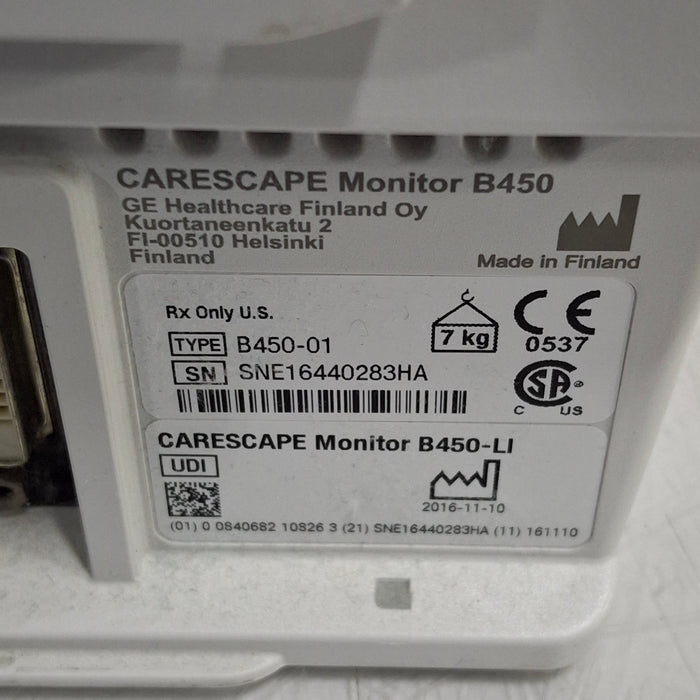 CARESCAPE Monitor B450
GE Healthcare Finland Oy
Kuortaneenkatu 2
FI-00510 Helsinki
Finland
Made in Finland
Rx Only U.S.
7 kg
CE
0537
TYPE B450-01
SN SNE16440283HA
SA
C US
CARESCAPE Monitor B450-LI
UDI
2016-11-10
(01) 0 0840682 10826 3 (21) SNE16440283HA (11) 161110